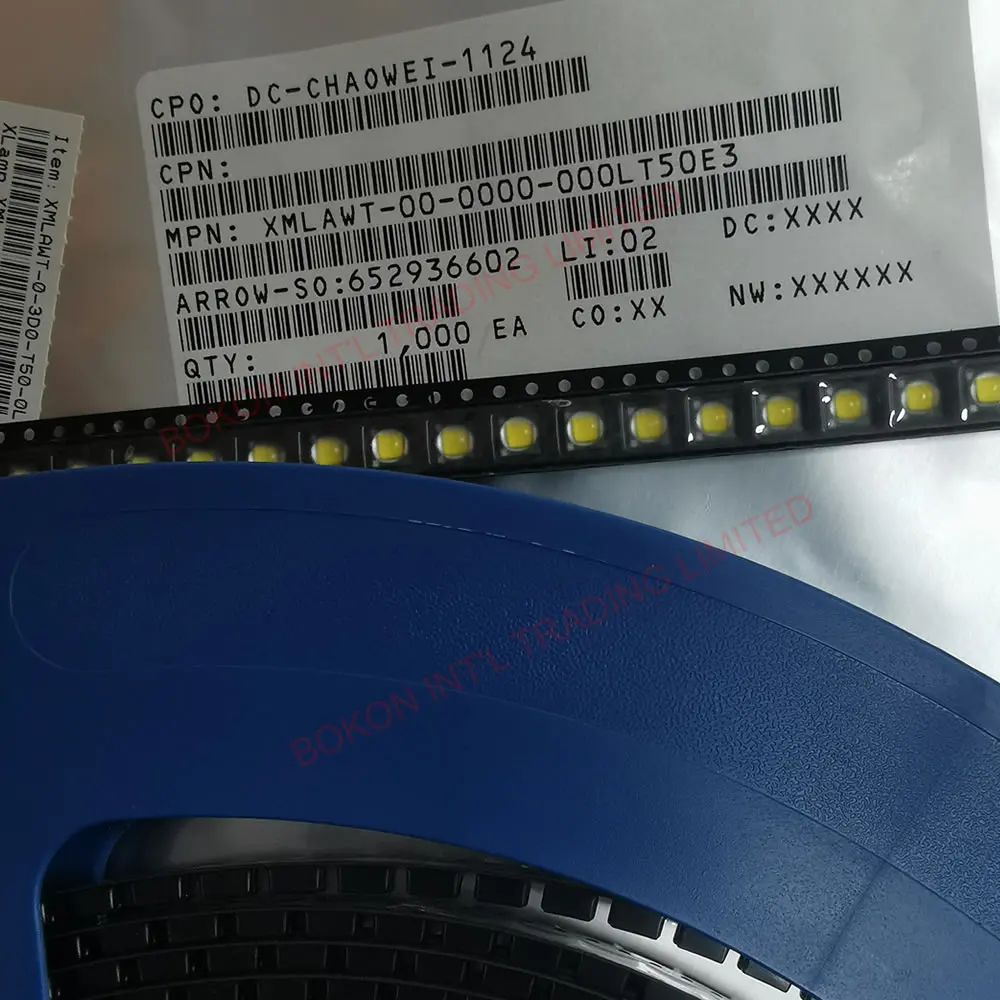 CPO: DC-CHAOWEI-1124
CPN:
MPN: XMLAWT-00-0000-000LT50E3
ARROW-SO:652936602 LI:02 DC:XXXX
QTY: 1,000 EA CO:XX NW:XXXXXX
Item: XMLAWT-0-3D0-T50-0L
XLamp XML
BOKON INT'L TRADING LIMITED
BOKON INT'L TRADING LIMITED